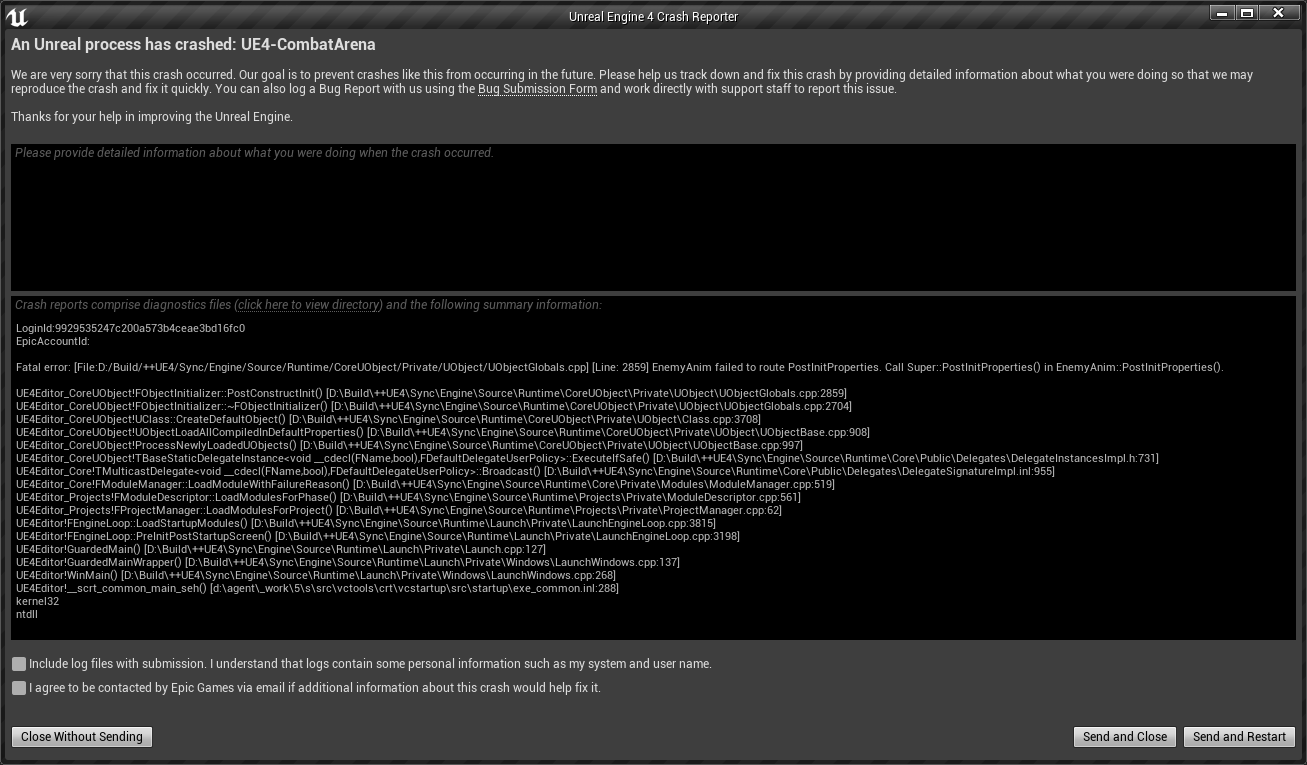 Unreal Engine 4 Crash Reporter
An Unreal process has crashed: UE4-CombatArena
We are very sorry that this crash occurred. Our goal is to prevent crashes like this from occurring in the future. Please help us track down and fix this crash by providing detailed information about what you were doing so that we may
reproduce the crash and fix it quickly. You can also log a Bug Report with us using the Bug Submission Form and work directly with support staff to report this issue.
Thanks for your help in improving the Unreal Engine.
Please provide detailed information about what you were doing when the crash occurred.
Crash reports comprise diagnostics files (click here to view directory) and the following summary information:
LoginId:9929535247c200a573b4ceae3bd16fc0
EpicAccountId:
Fatal error: [File:D:/Build/++UE4/Sync/Engine/Source/Runtime/CoreUObject/Private/UObject/UObjectGlobals.cpp] [Line: 2859] EnemyAnim failed to route PostInitProperties. Call Super::PostInitProperties() in EnemyAnim::PostInitProperties().
UE4Editor_CoreUObject!FObjectInitializer::PostConstructInit() [D:\Build\++UE4\Sync\Engine\Source\Runtime\CoreUObject\Private\UObject\UObjectGlobals.cpp:2859]
UE4Editor_CoreUObject!FObjectInitializer::~FObjectInitializer() [D:\Build\++UE4\Sync\Engine\Source\Runtime\CoreUObject\Private\UObject\UObjectGlobals.cpp:2704]
UE4Editor_CoreUObject!UClass::CreateDefaultObject() [D:\Build\++UE4\Sync\Engine\Source\Runtime\CoreUObject\Private\UObject\Class.cpp:3708]
UE4Editor_CoreUObject!UObjectLoadAllCompiledInDefaultProperties() [D:\Build\++UE4\Sync\Engine\Source\Runtime\CoreUObject\Private\UObject\UObjectBase.cpp:908]
UE4Editor_CoreUObject!ProcessNewlyLoadedUObjects() [D:\Build\++UE4\Sync\Engine\Source\Runtime\CoreUObject\Private\UObject\UObjectBase.cpp:997]
UE4Editor_CoreUObject!TBaseStaticDelegateInstance<void __cdecl(FName,bool),FDefaultDelegateUserPolicy>::ExecuteIfSafe() [D:\Build\++UE4\Sync\Engine\Source\Runtime\Core\Public\Delegates\DelegateInstancesImpl.h:731]
UE4Editor_Core!TMulticastDelegate<void __cdecl(FName,bool),FDefaultDelegateUserPolicy>::Broadcast() [D:\Build\++UE4\Sync\Engine\Source\Runtime\Core\Public\Delegates\DelegateSignatureImpl.inl:955]
UE4Editor_Core!FModuleManager::LoadModuleWithFailureReason() [D:\Build\++UE4\Sync\Engine\Source\Runtime\Core\Private\Modules\ModuleManager.cpp:519]
UE4Editor_Projects!FModuleDescriptor::LoadModulesForPhase() [D:\Build\++UE4\Sync\Engine\Source\Runtime\Projects\Private\ModuleDescriptor.cpp:561]
UE4Editor_Projects!FProjectManager::LoadModulesForProject() [D:\Build\++UE4\Sync\Engine\Source\Runtime\Projects\Private\ProjectManager.cpp:62]
UE4Editor!FEngineLoop::LoadStartupModules() [D:\Build\++UE4\Sync\Engine\Source\Runtime\Launch\Private\LaunchEngineLoop.cpp:3815]
UE4Editor!FEngineLoop::PreInitPostStartupScreen() [D:\Build\++UE4\Sync\Engine\Source\Runtime\Launch\Private\LaunchEngineLoop.cpp:3198]
UE4Editor!GuardedMain() [D:\Build\++UE4\Sync\Engine\Source\Runtime\Launch\Private\Launch.cpp:127]
UE4Editor!GuardedMainWrapper() [D:\Build\++UE4\Sync\Engine\Source\Runtime\Launch\Private\Windows\LaunchWindows.cpp:137]
UE4Editor!WinMain() [D:\Build\++UE4\Sync\Engine\Source\Runtime\Launch\Private\Windows\LaunchWindows.cpp:268]
UE4Editor!__scrt_common_main_seh() [d:\agent\_work\5\s\src\vctools\crt\vcstartup\src\startup\exe_common.inl:288]
kernel32
ntdll
Include log files with submission. I understand that logs contain some personal information such as my system and user name.
I agree to be contacted by Epic Games via email if additional information about this crash would help fix it.
Close Without Sending
Send and Close
Send and Restart